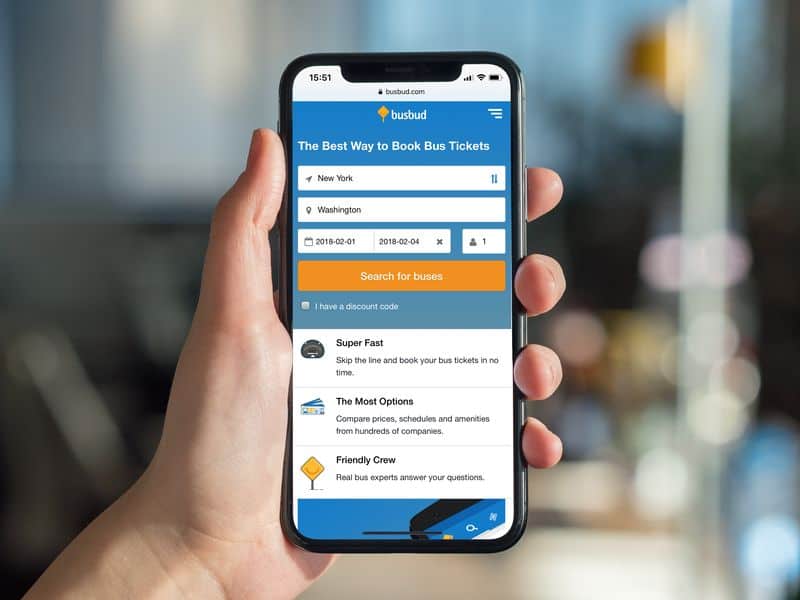 15:51
busbud.com
busbud
The Best Way to Book Bus Tickets
New York
Washington
2018-02-01 2018-02-04 1
Search for buses
I have a discount code
Super Fast
Skip the line and book your bus tickets in no
time.
The Most Options
Compare prices, schedules and amenities
from hundreds of companies.
Friendly Crew
Real bus experts answer your questions.